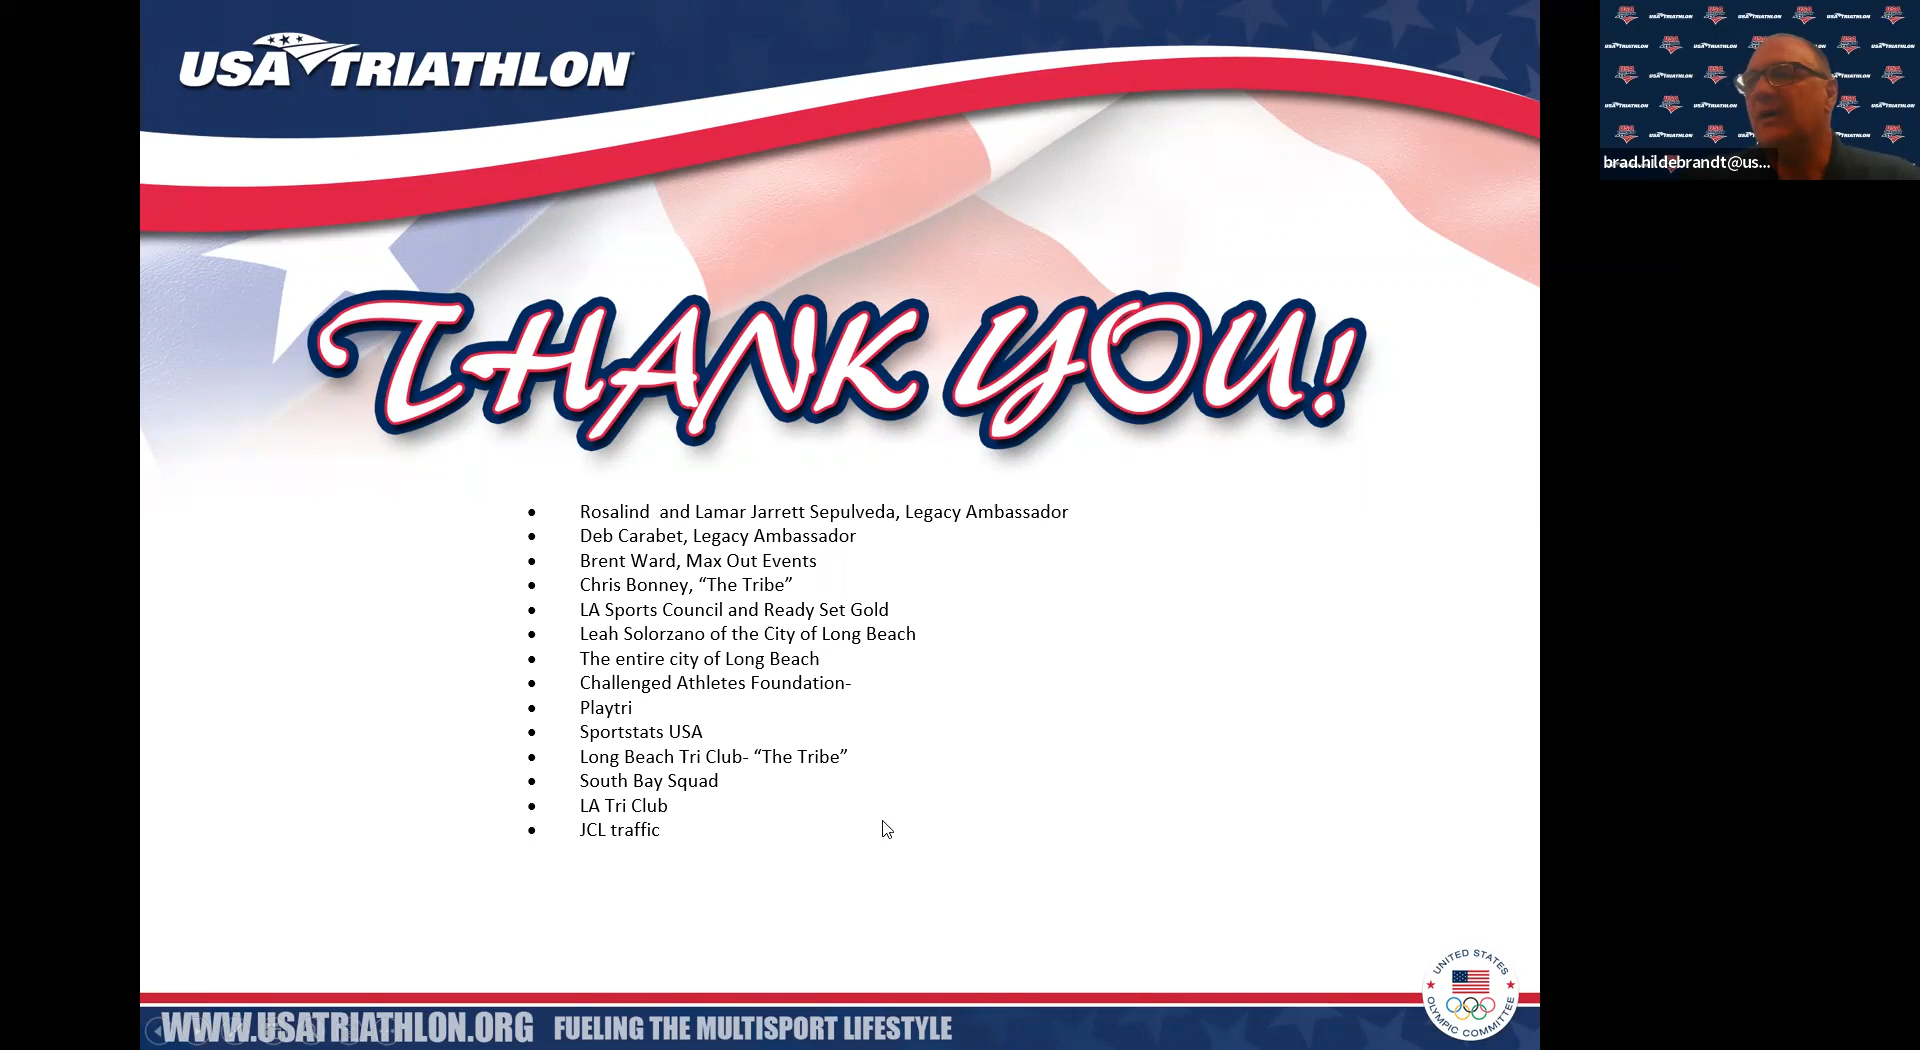 USA TRIATHLON
brad.hildebrandt@us...
THANK YOU!
• Rosalind  and Lamar Jarrett Sepulveda, Legacy Ambassador
• Deb Carabet, Legacy Ambassador
• Brent Ward, Max Out Events
• Chris Bonney, “The Tribe”
• LA Sports Council and Ready Set Gold
• Leah Solorzano of the City of Long Beach
• The entire city of Long Beach
• Challenged Athletes Foundation-
• Playtri
• Sportstats USA
• Long Beach Tri Club- “The Tribe”
• South Bay Squad
• LA Tri Club
• JCL traffic
UNITED STATES
OLYMPIC COMMITTEE
WWW.USATRIATHLON.ORG FUELING THE MULTISPORT LIFESTYLE